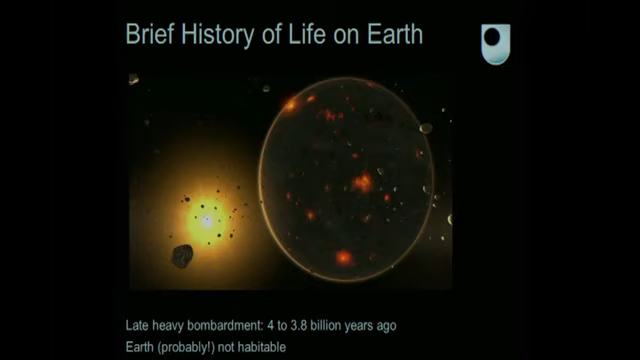 Brief History of Life on Earth
Late heavy bombardment: 4 to 3.8 billion years ago
Earth (probably!) not habitable